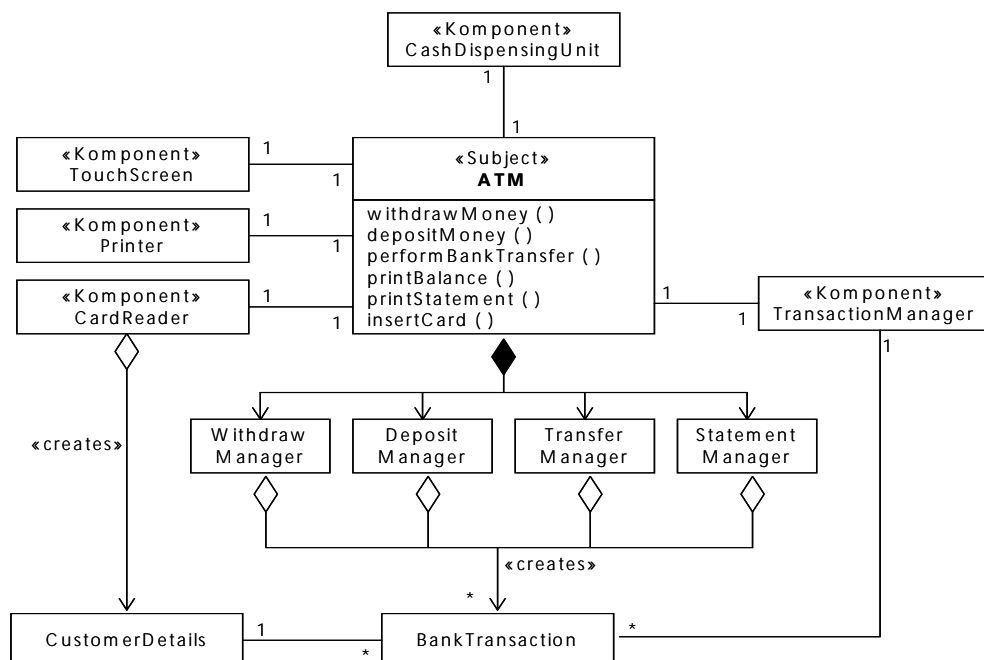 «Komponent»
CashDispensingUnit
1
1
«Komponent»
TouchScreen
1
1
«Subject»
ATM
withdrawMoney ( )
depositMoney ( )
performBankTransfer ( )
printBalance ( )
printStatement ( )
insertCard ( )
«Komponent»
Printer
1
1
«Komponent»
CardReader
1
1
1
1
«Komponent»
TransactionManager
1
«creates»
Withdraw
Manager
Deposit
Manager
Transfer
Manager
Statement
Manager
«creates»
*
CustomerDetails
1
*
BankTransaction
*